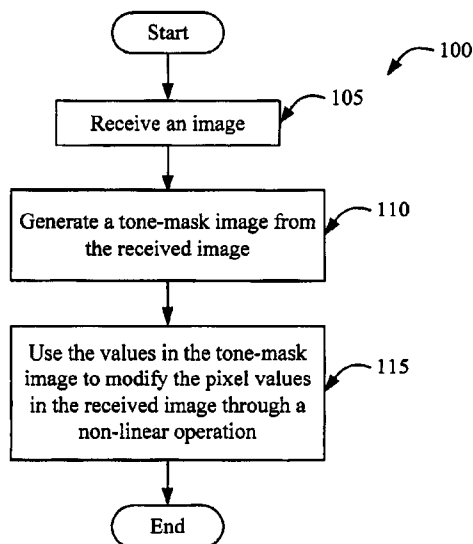 Start
100
105
Receive an image
110
Generate a tone-mask image from
the received image
Use the values in the tone-mask
image to modify the pixel values
in the received image through a
non-linear operation
115
End